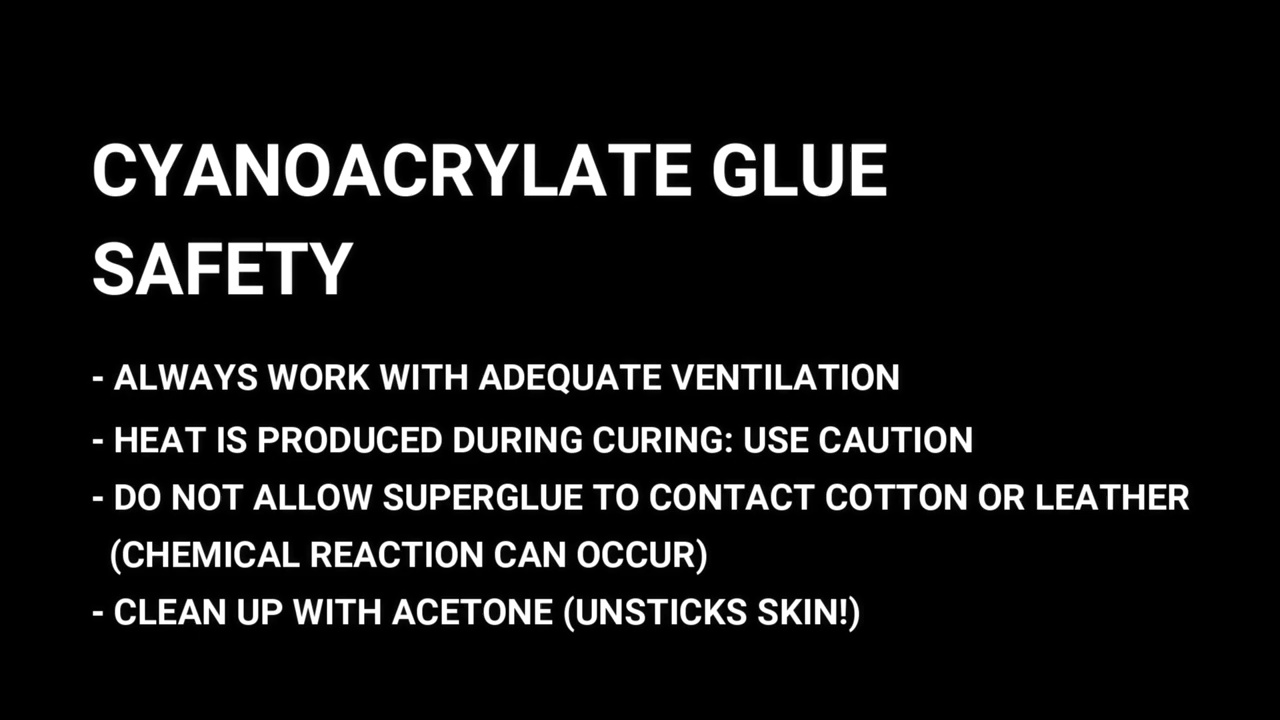 CYANOACRYLATE GLUE
SAFETY
- ALWAYS WORK WITH ADEQUATE VENTILATION
- HEAT IS PRODUCED DURING CURING: USE CAUTION
- DO NOT ALLOW SUPERGLUE TO CONTACT COTTON OR LEATHER
(CHEMICAL REACTION CAN OCCUR)
- CLEAN UP WITH ACETONE (UNSTICKS SKIN!)